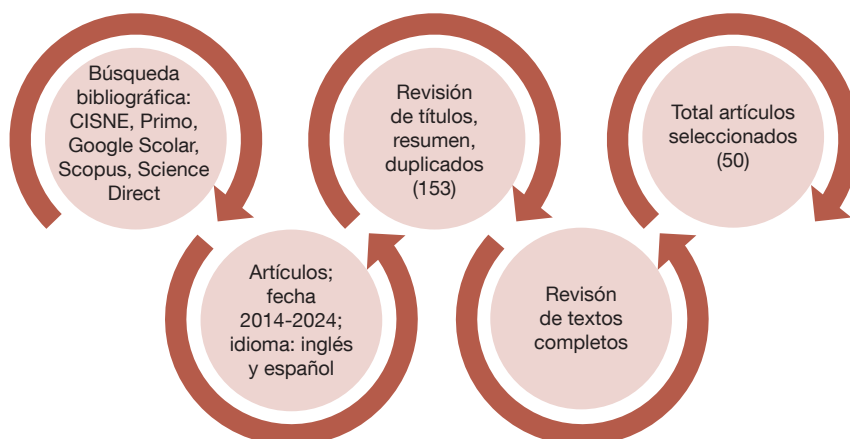 Búsqueda
bibliográfica:
CISNE, Primo,
Google Scolar,
Scopus, Science
Direct
Artículos;
fecha
2014-2024;
idioma: inglés
y español
Revisión
de títulos,
resumen,
duplicados
(153)
Revisón
de textos
completos
Total artículos
seleccionados
(50)